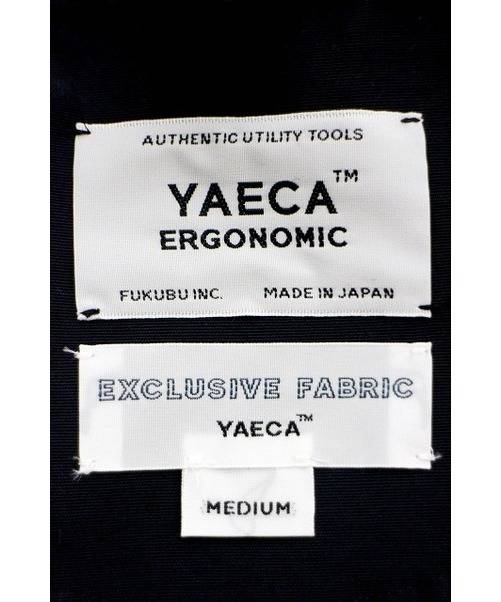 AUTHENTIC UTILITY TOOLS
YAECA™
ERGONOMIC
FUKUBU INC. MADE IN JAPAN
EXCLUSIVE FABRIC
YAECA™
MEDIUM